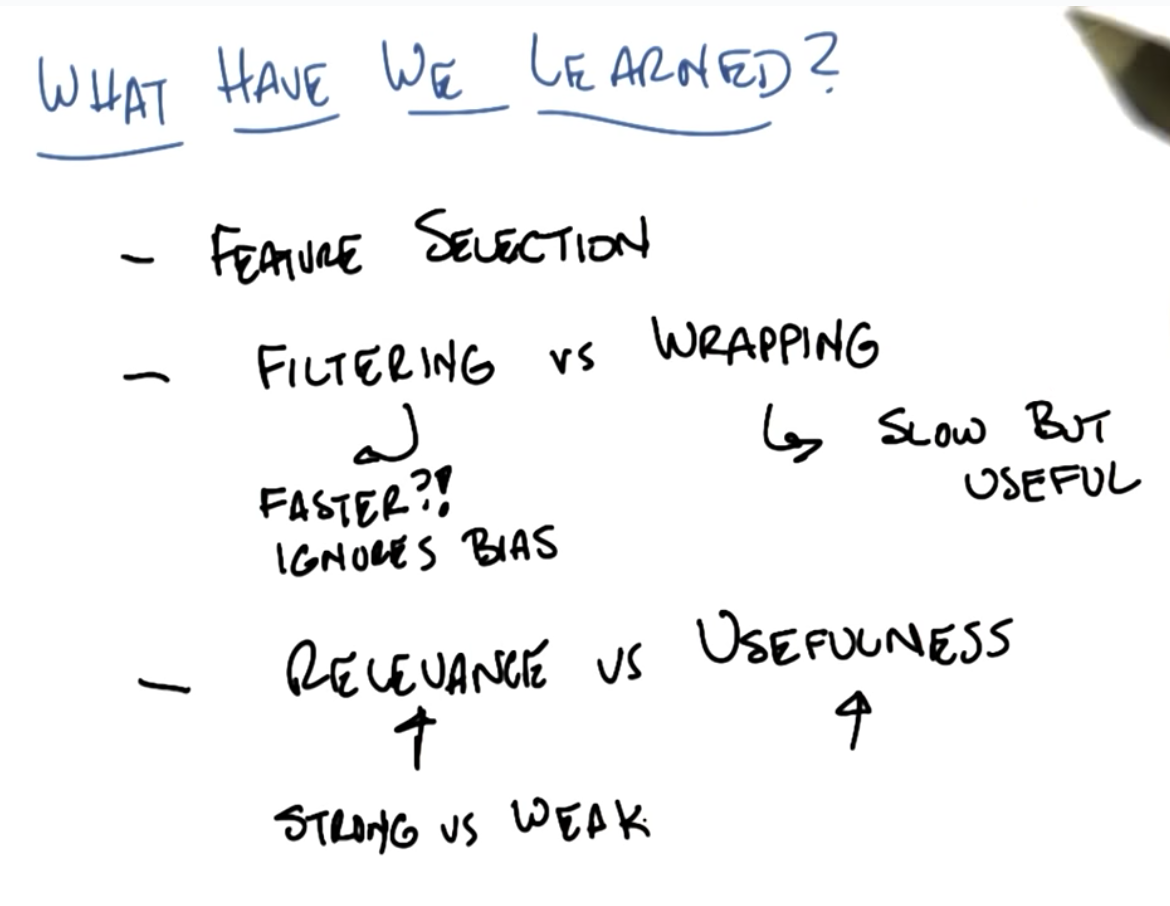 WHAT HAVE WE LEARNED?
- FEATURE SELECTION
- FILTERING vs WRAPPING
SLOW BUT
USEFUL
FASTER?!
IGNORES BIAS
- RELEVANCE vs USEFULNESS
STRONG vs WEAK